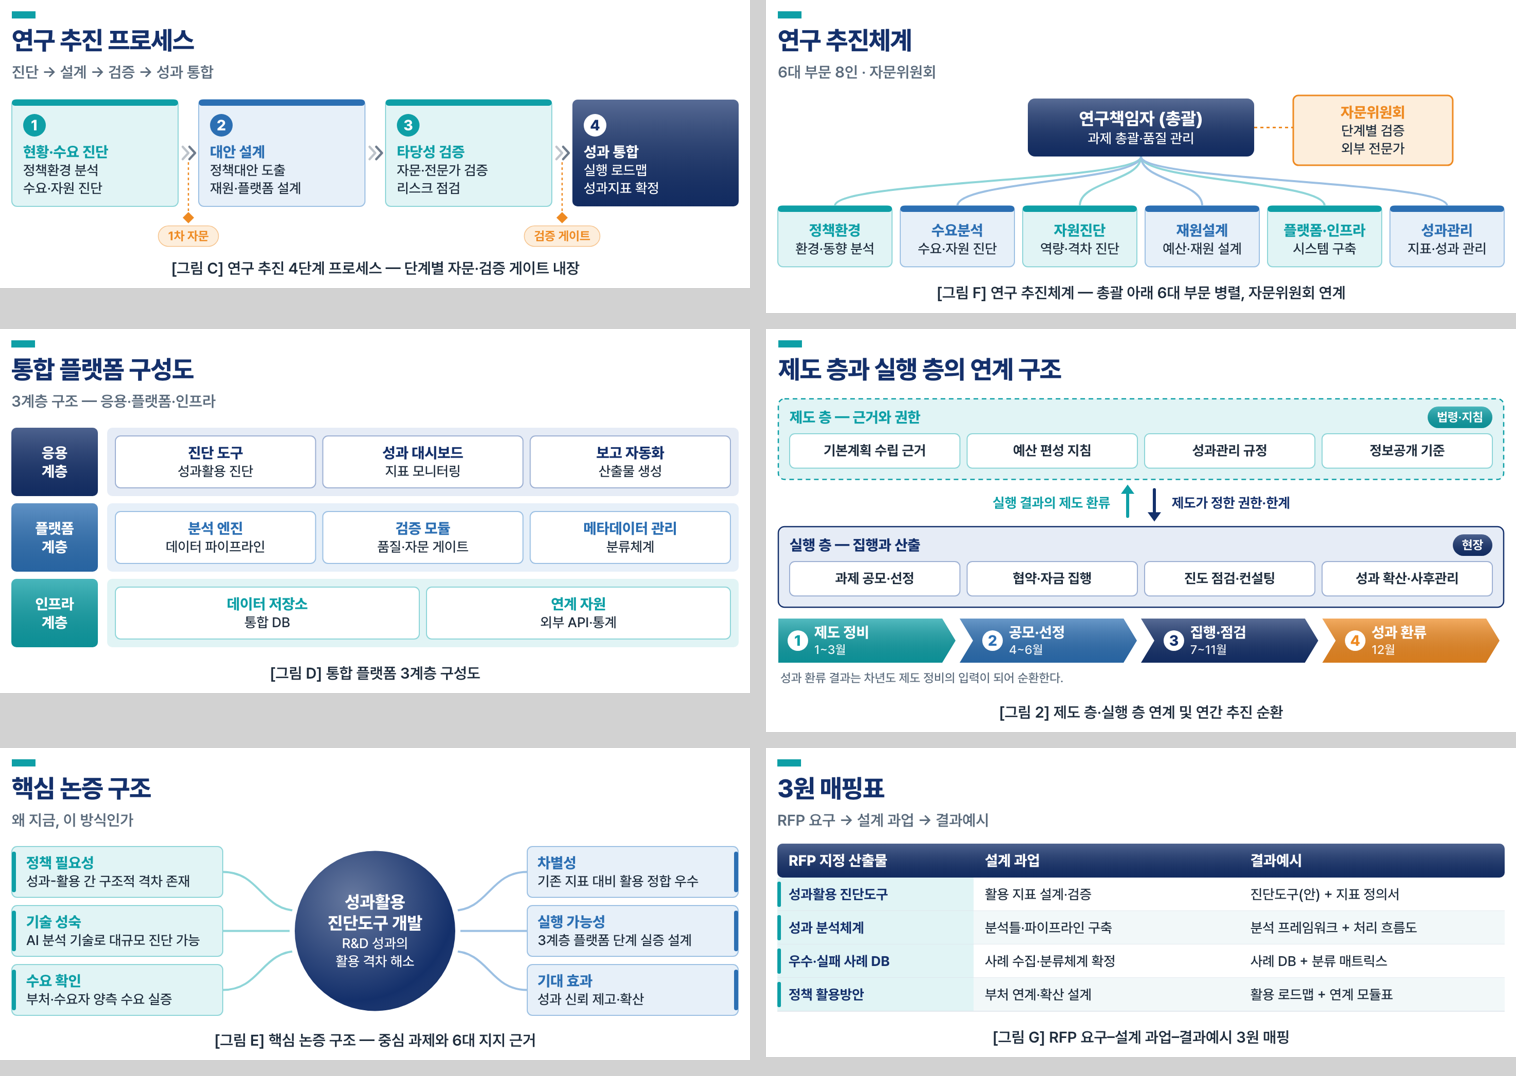 연구 추진 프로세스
진단 → 설계 → 검증 → 성과 통합
1
현황·수요 진단
정책환경 분석
수요·자원 진단
2
대안 설계
정책대안 도출
재원·플랫폼 설계
3
타당성 검증
자문·전문가 검증
리스크 점검
4
성과 통합
실행 로드맵
성과지표 확정
1차 자문
검증 게이트
[그림 C] 연구 추진 4단계 프로세스 — 단계별 자문·검증 게이트 내장
연구 추진체계
6대 부문 8인 · 자문위원회
연구책임자 (총괄)
과제 총괄·품질 관리
자문위원회
단계별 검증
외부 전문가
정책환경
환경·동향 분석
수요분석
수요·자원 진단
자원진단
역량·격차 진단
재원설계
예산·재원 설계
플랫폼·인프라
시스템 구축
성과관리
지표·성과 관리
[그림 F] 연구 추진체계 — 총괄 아래 6대 부문 병렬, 자문위원회 연계
통합 플랫폼 구성도
3계층 구조 — 응용·플랫폼·인프라
응용
계층
진단 도구
성과활용 진단
성과 대시보드
지표 모니터링
보고 자동화
산출물 생성
플랫폼
계층
분석 엔진
데이터 파이프라인
검증 모듈
품질·자문 게이트
메타데이터 관리
분류체계
인프라
계층
데이터 저장소
통합 DB
연계 자원
외부 API·통계
[그림 D] 통합 플랫폼 3계층 구성도
제도 층과 실행 층의 연계 구조
제도 층 — 근거와 권한
법령·지침
기본계획 수립 근거
예산 편성 지침
성과관리 규정
정보공개 기준
실행 결과의 제도 환류
제도가 정한 권한·한계
실행 층 — 집행과 산출
현장
과제 공모·선정
협약·자금 집행
진도 점검·컨설팅
성과 확산·사후관리
1
제도 정비
1~3월
2
공모·선정
4~6월
3
집행·점검
7~11월
4
성과 환류
12월
성과 환류 결과는 차년도 제도 정비의 입력이 되어 순환한다.
[그림 2] 제도 층·실행 층 연계 및 연간 추진 순환
핵심 논증 구조
왜 지금, 이 방식인가
정책 필요성
성과-활용 간 구조적 격차 존재
기술 성숙
AI 분석 기술로 대규모 진단 가능
수요 확인
부처·수요자 양측 수요 실증
성과활용
진단도구 개발
R&D 성과의
활용 격차 해소
차별성
기존 지표 대비 활용 정합 우수
실행 가능성
3계층 플랫폼 단계 실증 설계
기대 효과
성과 신뢰 제고·확산
[그림 E] 핵심 논증 구조 — 중심 과제와 6대 지지 근거
3원 매핑표
RFP 요구 → 설계 과업 → 결과예시
RFP 지정 산출물
설계 과업
결과예시
성과활용 진단도구
활용 지표 설계·검증
진단도구(안) + 지표 정의서
성과 분석체계
분석틀·파이프라인 구축
분석 프레임워크 + 처리 흐름도
우수·실패 사례 DB
사례 수집·분류체계 확정
사례 DB + 분류 매트릭스
정책 활용방안
부처 연계·확산 설계
활용 로드맵 + 연계 모듈표
[그림 G] RFP 요구–설계 과업–결과예시 3원 매핑